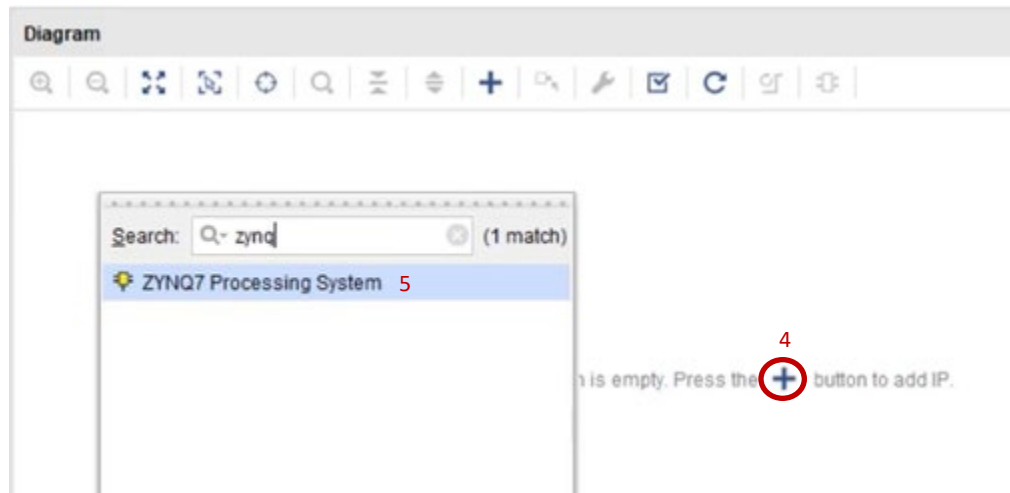 Diagram
Search: zynq (1 match)
ZYNQ7 Processing System 5
4
is empty. Press the button to add IP.